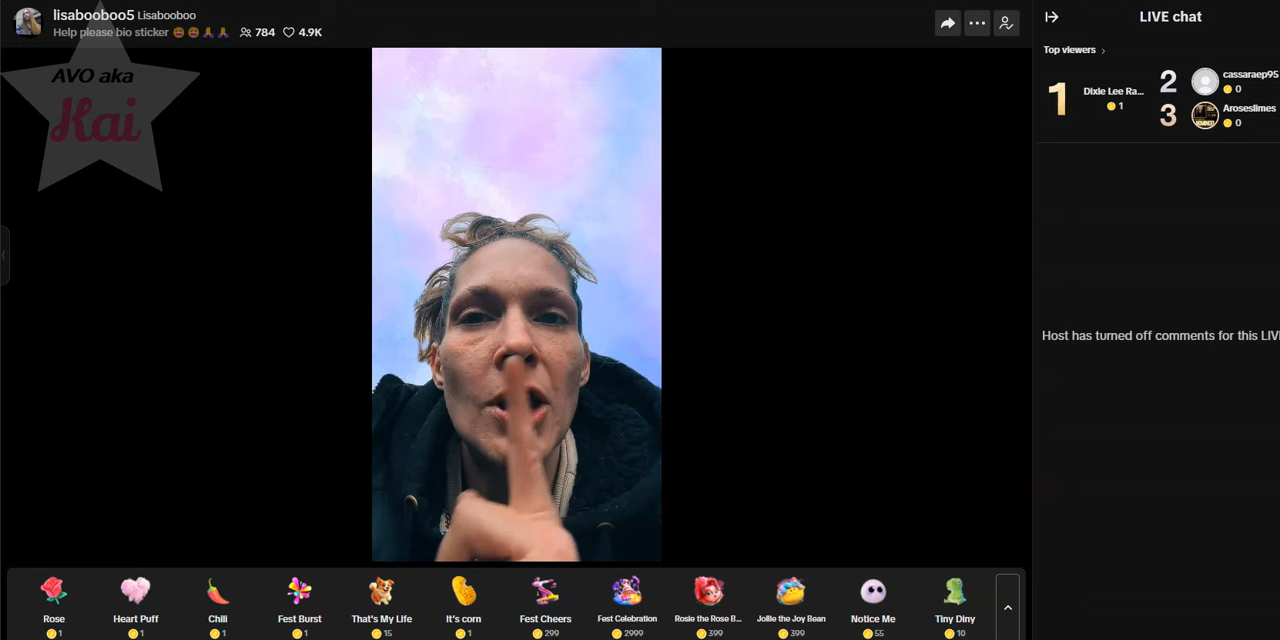 lisabooboo5 Lisabooboo
Help please bio sticker 784 4.9K
AVO aka
Kai
LIVE chat
Top viewers
1 Dixie Lee Ra... 1
2 cassaraep95 0
3 Aroseslimes 0
Host has turned off comments for this LIV
Rose Heart Puff Chili Fest Burst That's My Life It's corn Fest Cheers Fest Celebration Rosie the Rose B... Jollie the Joy Bean Notice Me Tiny Diny
1 1 1 1 15 1 299 2999 399 399 55 10